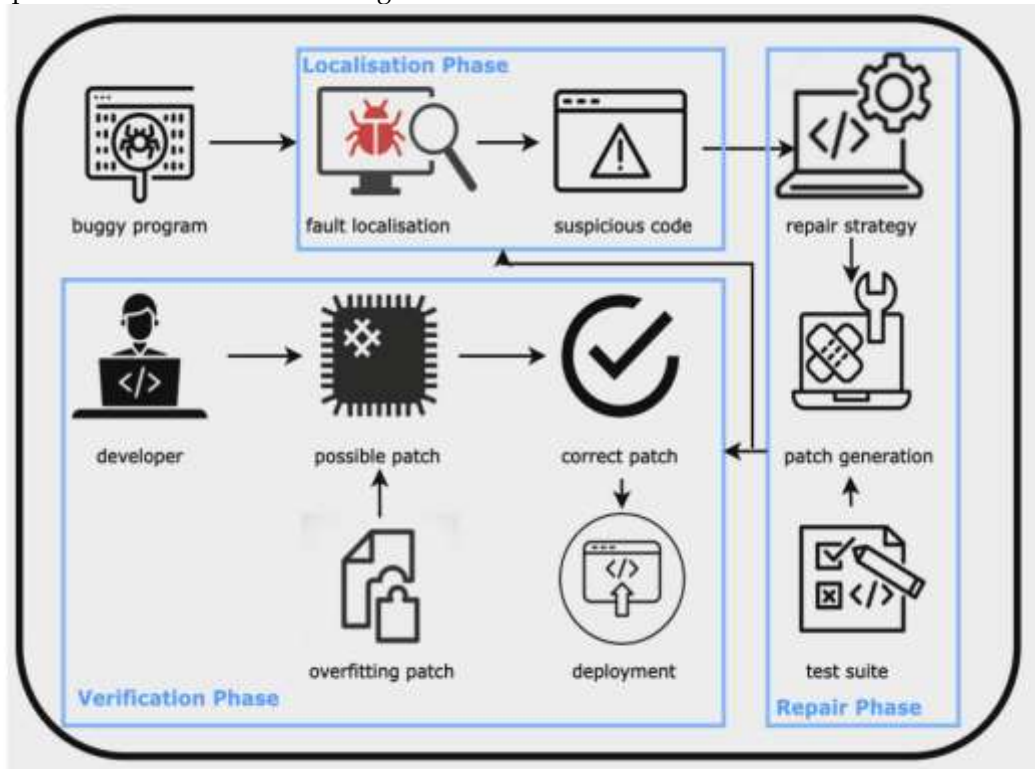 Localisation Phase
buggy program
fault localisation
suspicious code
repair strategy
developer
possible patch
correct patch
patch generation
overfitting patch
deployment
test suite
Verification Phase
Repair Phase